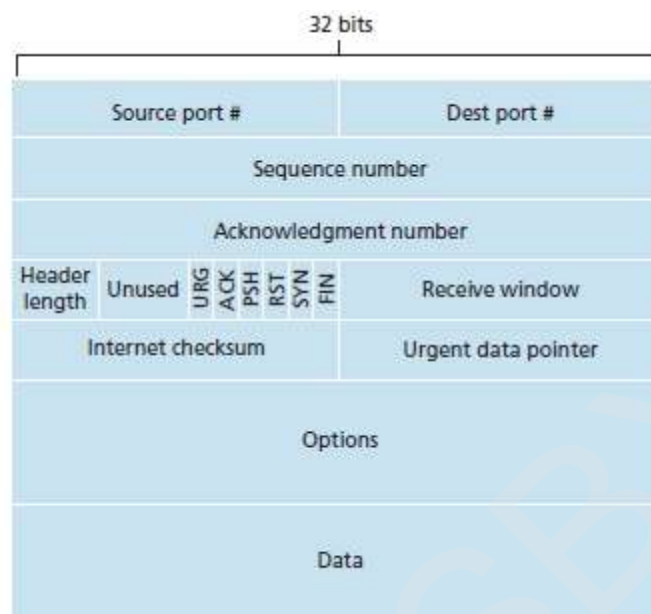 32 bits
Source port # Dest port #
Sequence number
Acknowledgment number
Header length Unused URG ACK PSH RST SYN FIN Receive window
Internet checksum Urgent data pointer
Options
Data